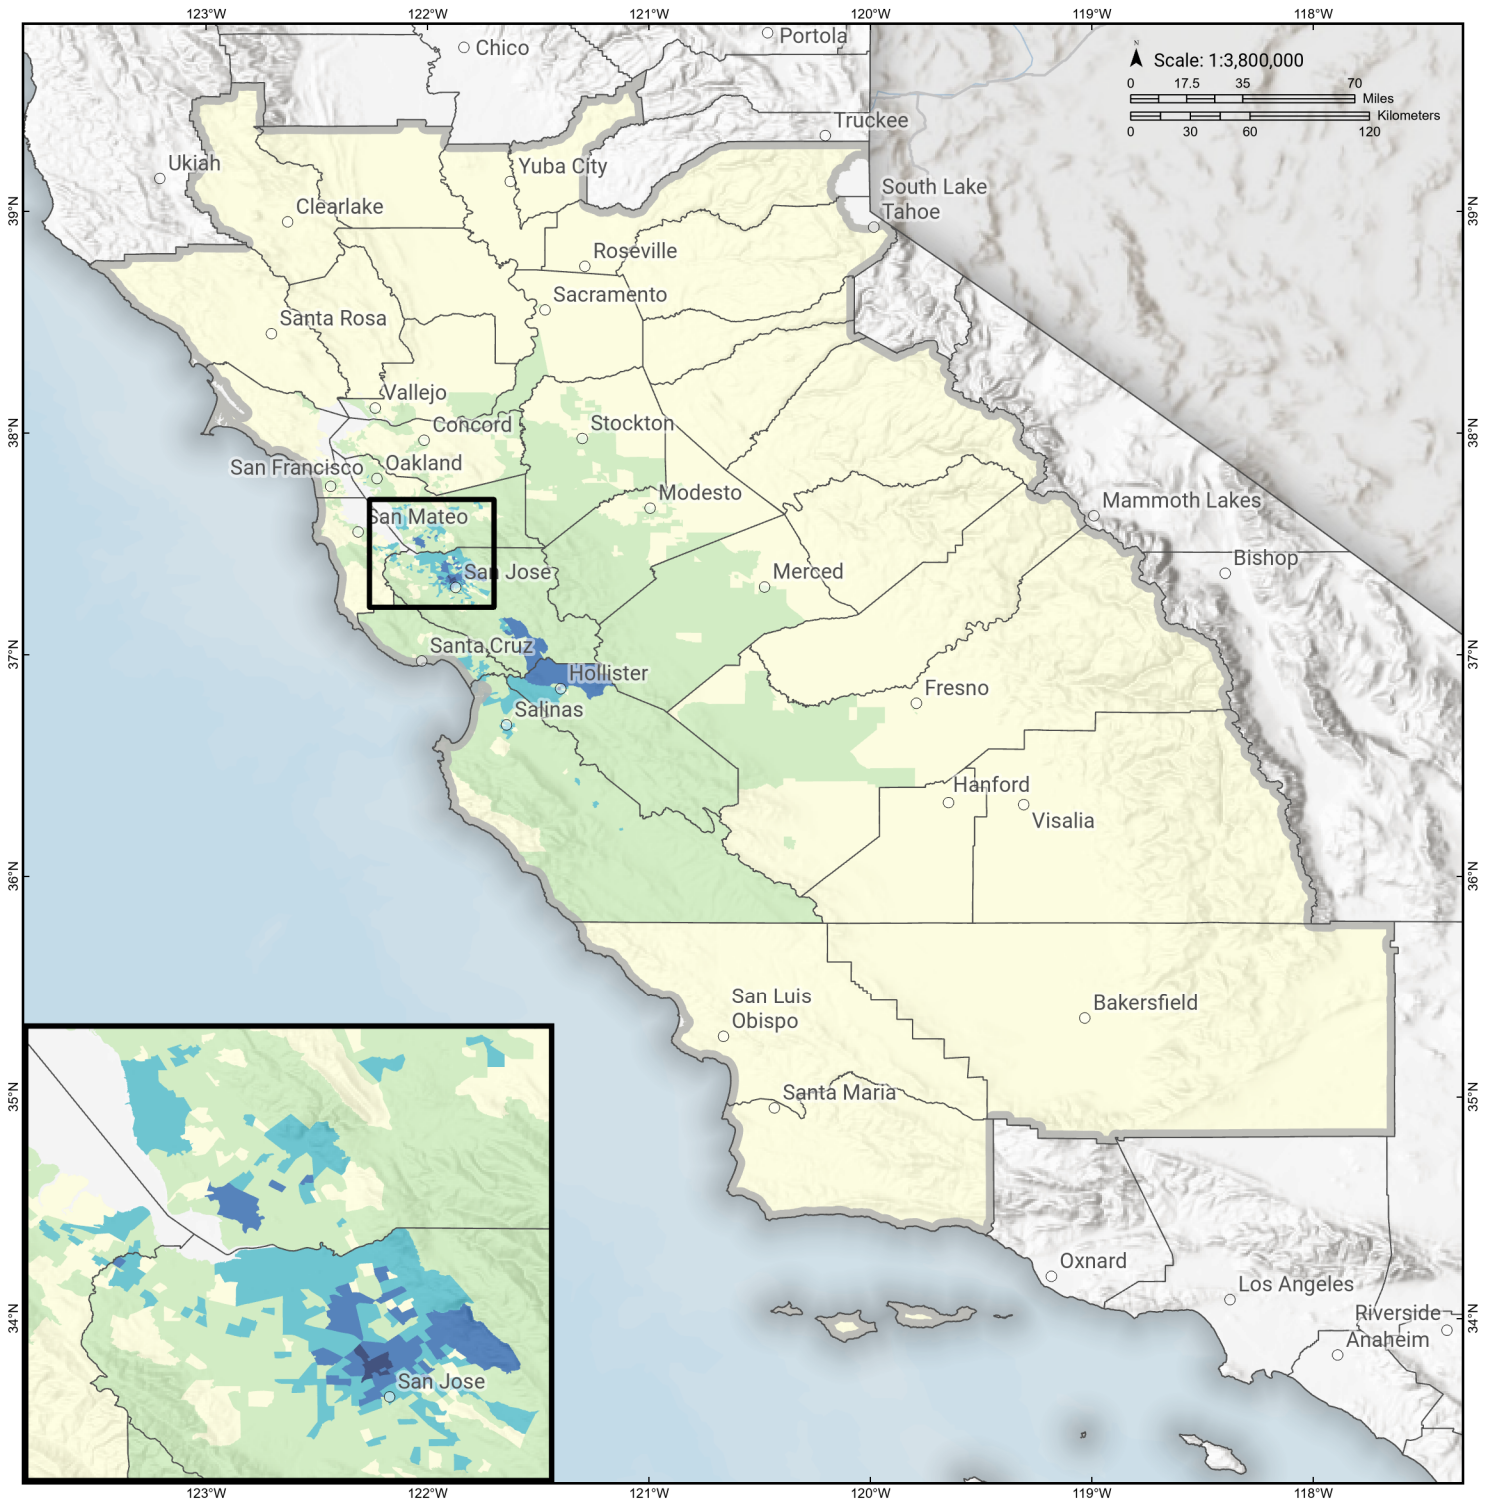 123°W
122°W
121°W
120°W
119°W
118°W
Chico
Portola
N
Scale: 1:3,800,000
0
17.5
35
70
Miles
Kilometers
0
30
60
120
Truckee
Ukiah
Yuba City
South Lake
Tahoe
39°N
39°N
Clearlake
Roseville
Sacramento
Santa Rosa
Vallejo
Concord
Stockton
38°N
38°N
San Francisco
Oakland
Modesto
Mammoth Lakes
San Mateo
San Jose
Merced
Bishop
Santa Cruz
37°N
37°N
Hollister
Fresno
Salinas
Hanford
Visalia
36°N
36°N
San Luis
Obispo
Bakersfield
Santa Maria
35°N
35°N
Oxnard
Los Angeles
Riverside
Anaheim
34°N
34°N
San Jose
123°W
122°W
121°W
120°W
119°W
118°W